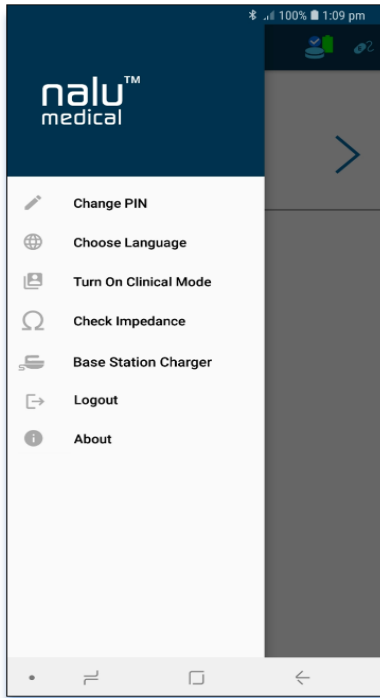 100% 1:09 pm
nalu™
medical
Change PIN
Choose Language
Turn On Clinical Mode
Check Impedance
Base Station Charger
Logout
About